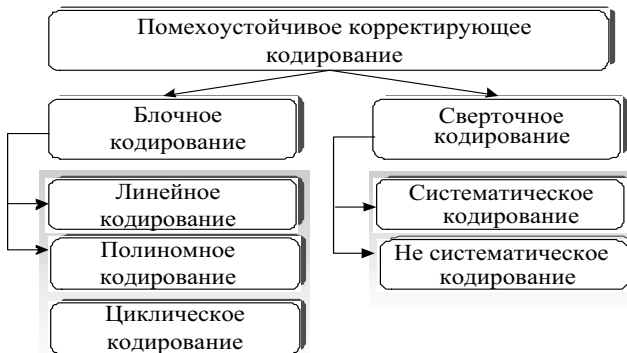 Помехоустойчивое корректирующее
кодирование
Блочное
кодирование
Сверточное
кодирование
Линейное
кодирование
Систематическое
кодирование
Полиномное
кодирование
Не систематическое
кодирование
Циклическое
кодирование